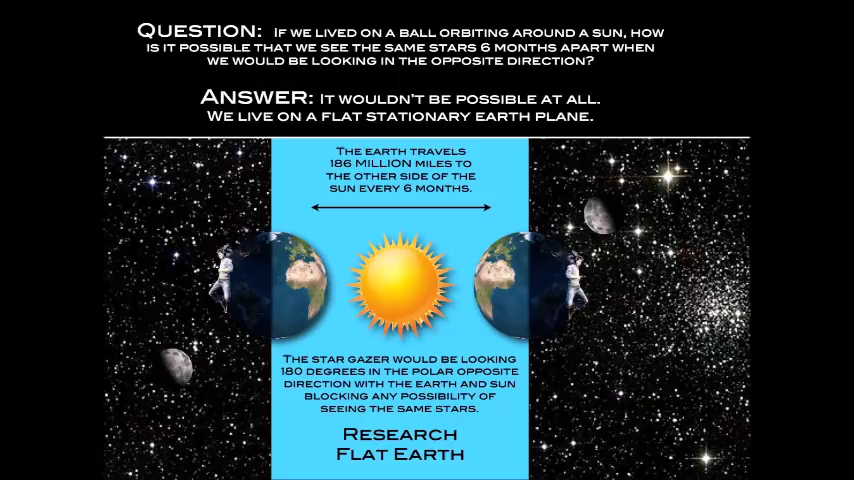 QUESTION: IF WE LIVED ON A BALL ORBITING AROUND A SUN, HOW
IS IT POSSIBLE THAT WE SEE THE SAME STARS 6 MONTHS APART WHEN
WE WOULD BE LOOKING IN THE OPPOSITE DIRECTION?
ANSWER: IT WOULDN'T BE POSSIBLE AT ALL.
WE LIVE ON A FLAT STATIONARY EARTH PLANE.
THE EARTH TRAVELS
186 MILLION MILES TO
THE OTHER SIDE OF THE
SUN EVERY 6 MONTHS.
THE STAR GAZER WOULD BE LOOKING
180 DEGREES IN THE POLAR OPPOSITE
DIRECTION WITH THE EARTH AND SUN
BLOCKING ANY POSSIBILITY OF
SEEING THE SAME STARS.
RESEARCH
FLAT EARTH